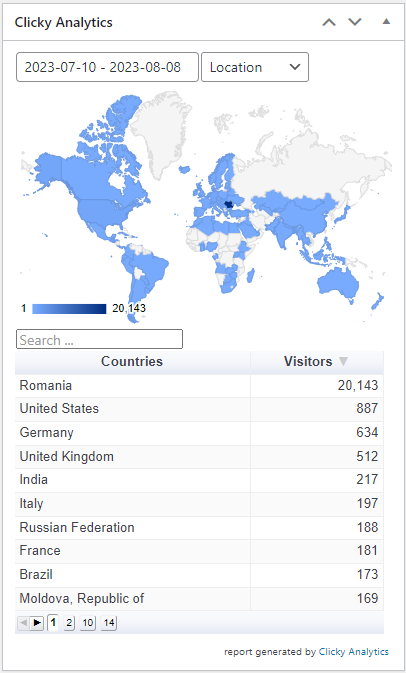 Clicky Analytics
2023-07-10 - 2023-08-08 Location
1 20,143
Search ...
Countries Visitors
Romania 20,143
United States 887
Germany 634
United Kingdom 512
India 217
Italy 197
Russian Federation 188
France 181
Brazil 173
Moldova, Republic of 169
1 2 10 14
report generated by Clicky Analytics